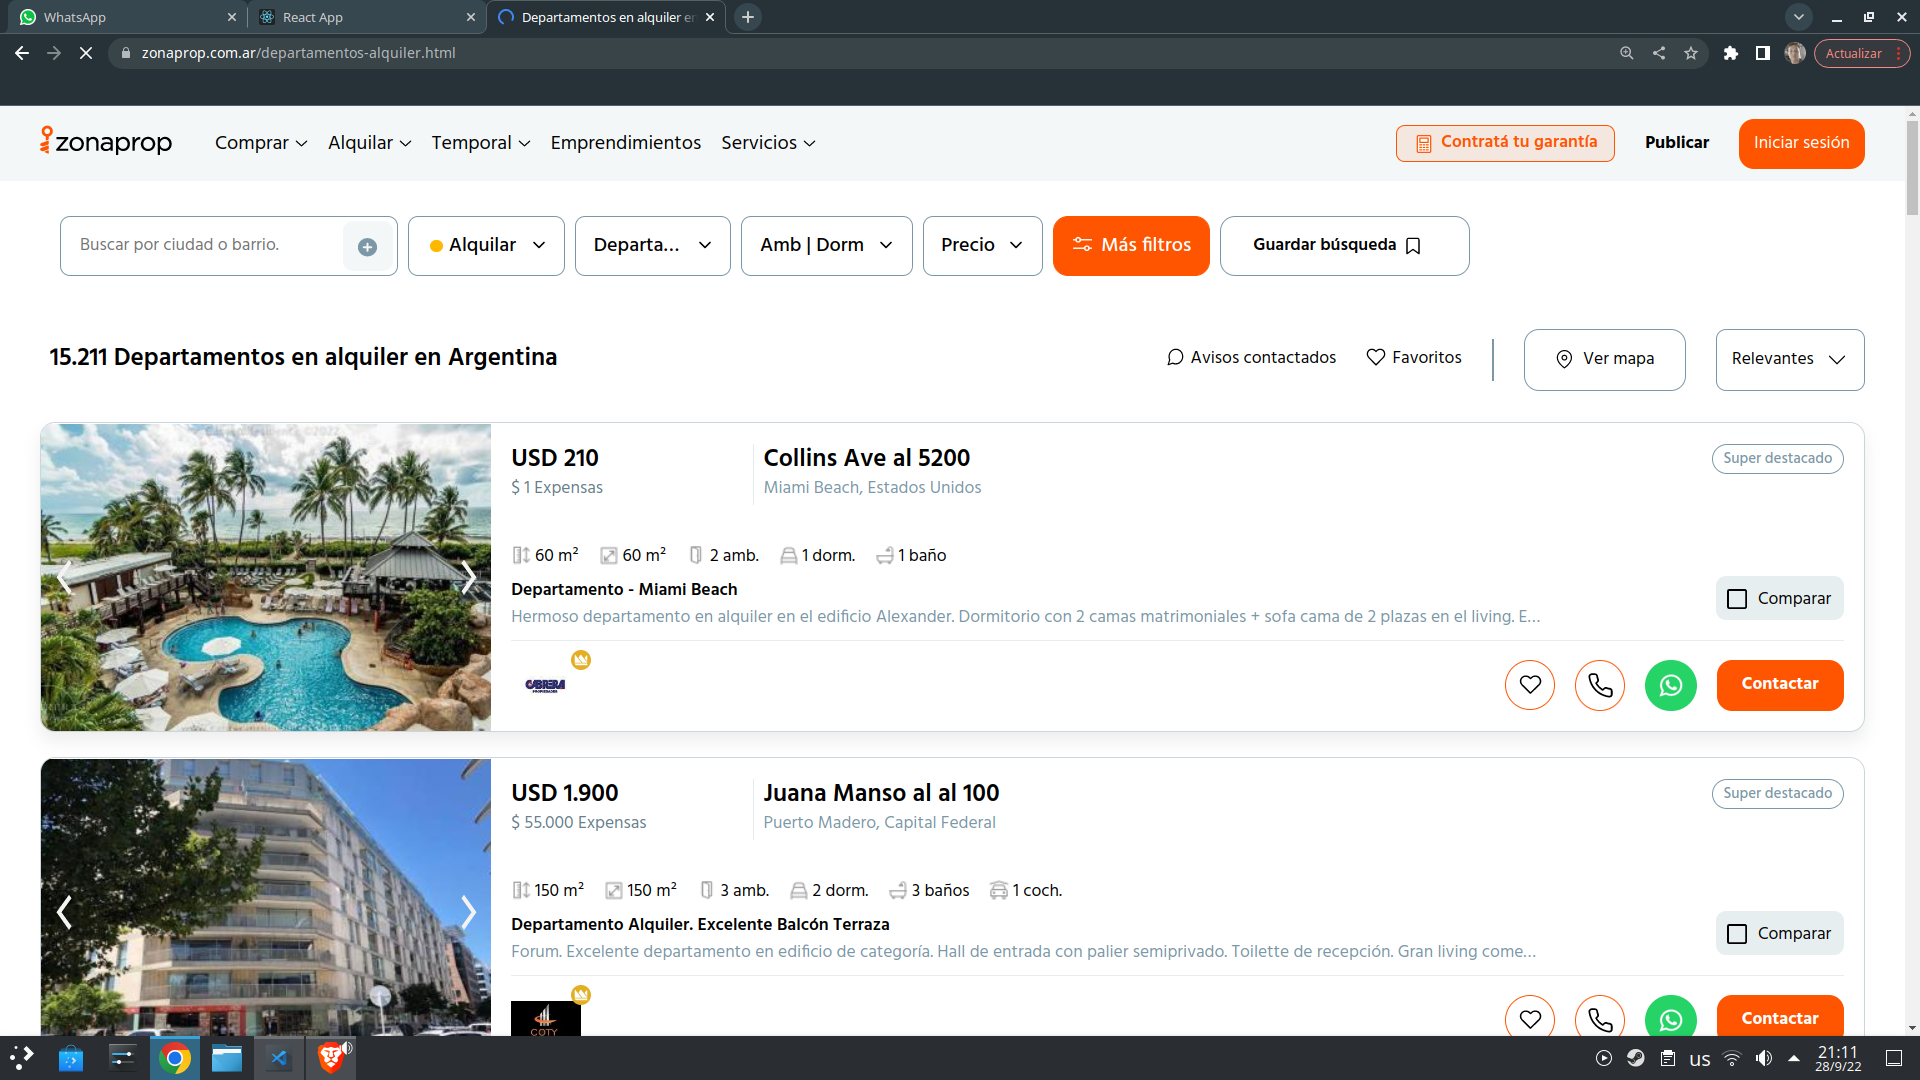 WhatsApp
React App
Departamentos en alquiler en
zonaprop.com.ar/departamentos-alquiler.html
Actualizar
zonaprop
Comprar
Alquilar
Temporal
Emprendimientos
Servicios
Contratá tu garantía
Publicar
Iniciar sesión
Buscar por ciudad o barrio.
Alquilar
Departa...
Amb | Dorm
Precio
Más filtros
Guardar búsqueda
15.211 Departamentos en alquiler en Argentina
Avisos contactados
Favoritos
Ver mapa
Relevantes
USD 210
Collins Ave al 5200
Super destacado
$ 1 Expensas
Miami Beach, Estados Unidos
60 m² 60 m² 2 amb. 1 dorm. 1 baño
Departamento - Miami Beach
Comparar
Hermoso departamento en alquiler en el edificio Alexander. Dormitorio con 2 camas matrimoniales + sofa cama de 2 plazas en el living. E...
CABRERA
PROPIEDADES
Contactar
USD 1.900
Juana Manso al al 100
Super destacado
$ 55.000 Expensas
Puerto Madero, Capital Federal
150 m² 150 m² 3 amb. 2 dorm. 3 baños 1 coch.
Departamento Alquiler. Excelente Balcón Terraza
Comparar
Forum. Excelente departamento en edificio de categoría. Hall de entrada con palier semiprivado. Toilette de recepción. Gran living come...
COTY
Contactar
us
21:11
28/9/22